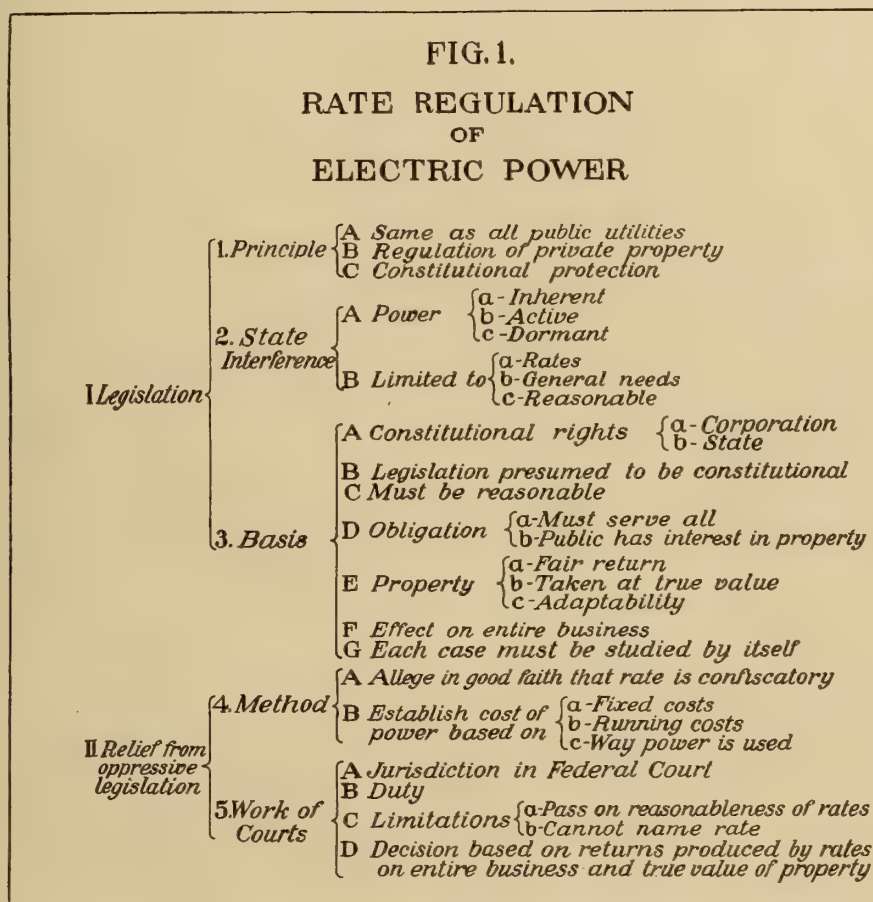 FIG. 1.
RATE REGULATION
OF
ELECTRIC POWER
I Legislation
1. Principle
A Same as all public utilities
B Regulation of private property
C Constitutional protection
2. State
Interference
A Power
a-Inherent
b-Active
c-Dormant
B Limited to
a-Rates
b-General needs
c-Reasonable
3. Basis
A Constitutional rights
a-Corporation
b-State
B Legislation presumed to be constitutional
C Must be reasonable
D Obligation
a-Must serve all
b-Public has interest in property
E Property
a-Fair return
b-Taken at true value
c-Adaptability
F Effect on entire business
G Each case must be studied by itself
II Relief from
oppressive
legislation
4. Method
A Allege in good faith that rate is confiscatory
B Establish cost of
power based on
a-Fixed costs
b-Running costs
c-Way power is used
5. Work of
Courts
A Jurisdiction in Federal Court
B Duty
C Limitations
a-Pass on reasonableness of rates
b-Cannot name rate
D Decision based on returns produced by rates
on entire business and true value of property